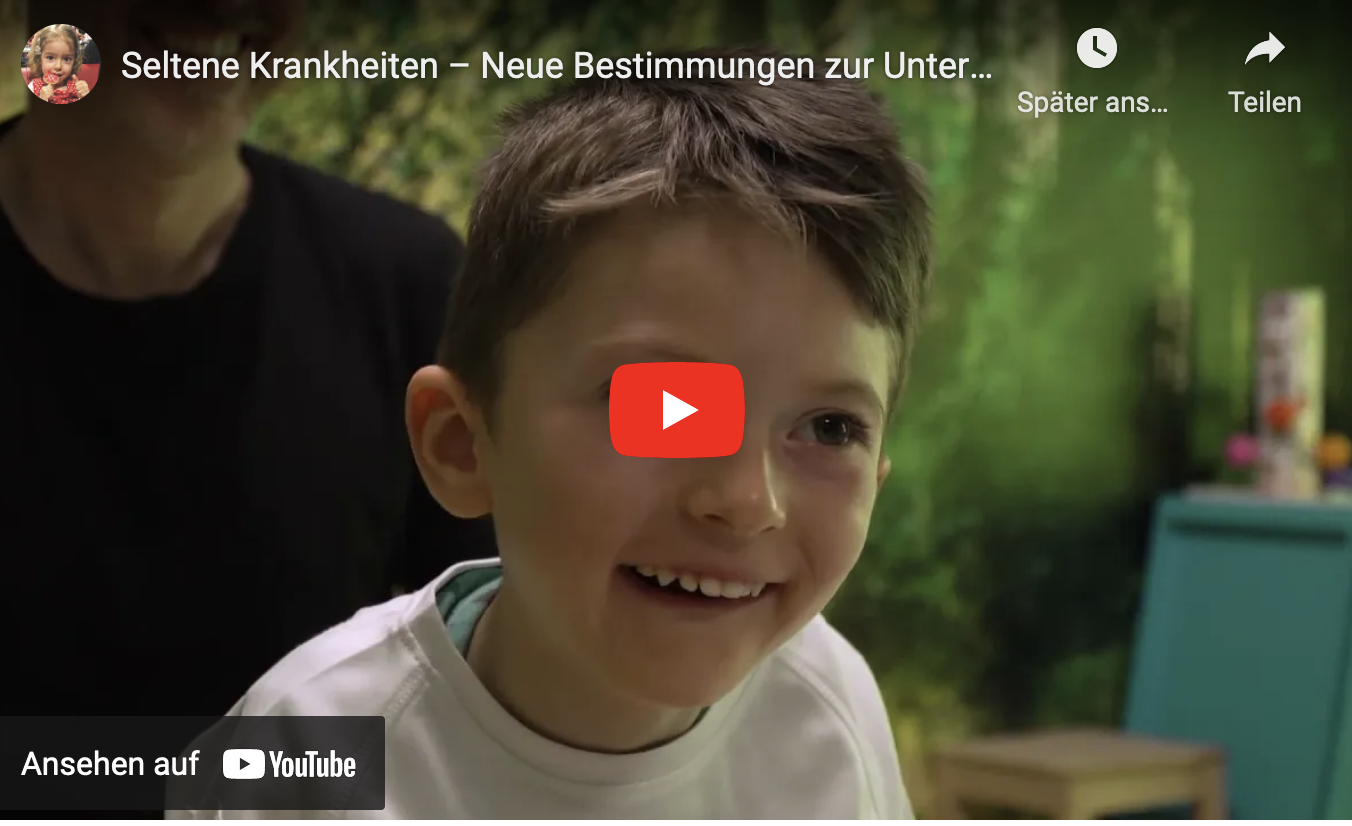 Seltene Krankheiten – Neue Bestimmungen zur Unter…
Später ans…
Teilen
Ansehen auf YouTube